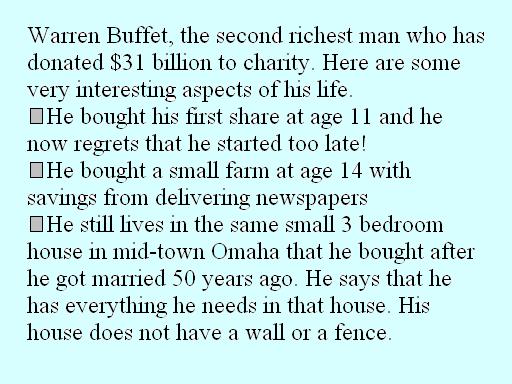 Warren Buffet, the second richest man who has
donated $31 billion to charity. Here are some
very interesting aspects of his life.
He bought his first share at age 11 and he
now regrets that he started too late!
He bought a small farm at age 14 with
savings from delivering newspapers
He still lives in the same small 3 bedroom
house in mid-town Omaha that he bought after
he got married 50 years ago. He says that he
has everything he needs in that house. His
house does not have a wall or a fence.